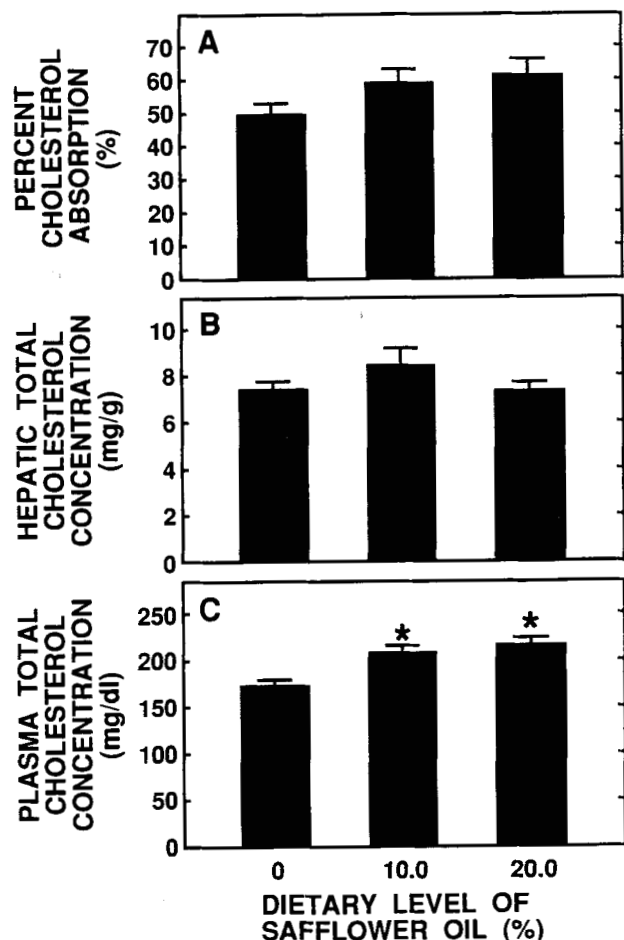 A
PERCENT
CHOLESTEROL
ABSORPTION
(%)
70
60
50
40
30
20
10
0
B
HEPATIC TOTAL
CHOLESTEROL
CONCENTRATION
(mg/g)
10
8
6
4
2
0
C
PLASMA TOTAL
CHOLESTEROL
CONCENTRATION
(mg/dl)
250
200
150
100
50
0
* *
0 10.0 20.0
DIETARY LEVEL OF
SAFFLOWER OIL (%)